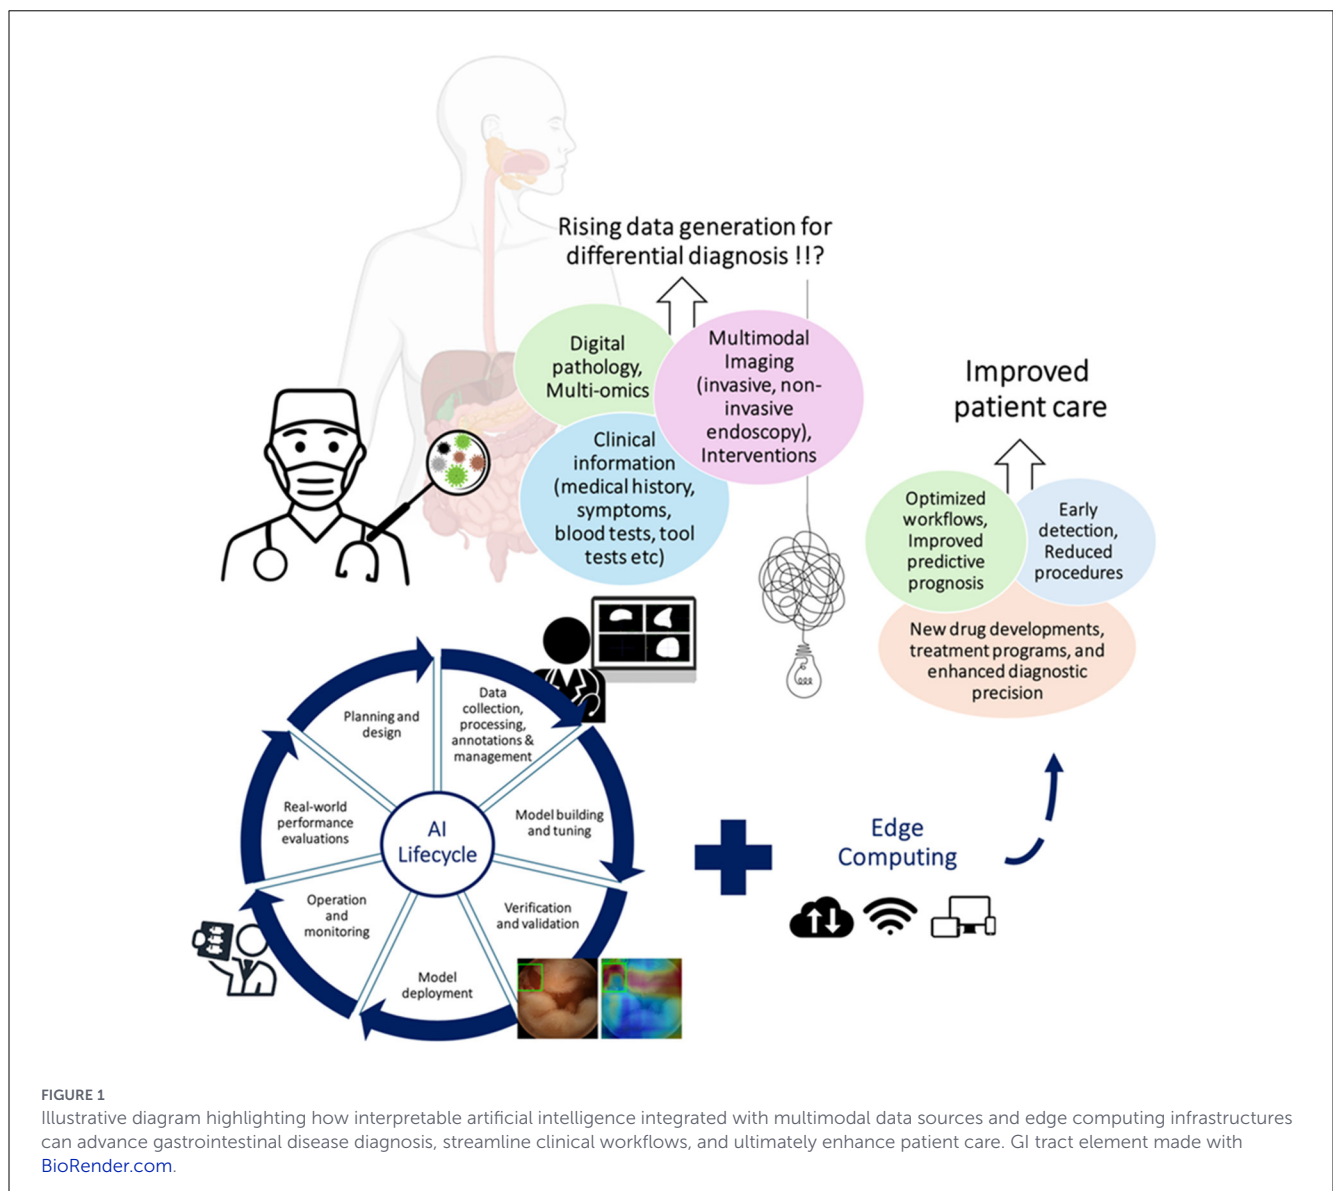 Rising data generation for
differential diagnosis !!?
Digital
pathology,
Multi-omics
Multimodal
Imaging
(invasive, non-
invasive
endoscopy),
Interventions
Clinical
information
(medical history,
symptoms,
blood tests, tool
tests etc)
Improved
patient care
Optimized
workflows,
Improved
predictive
prognosis
Early
detection,
Reduced
procedures
New drug developments,
treatment programs, and
enhanced diagnostic
precision
AI
Lifecycle
Planning and
design
Data
collection,
processing,
annotations &
management
Model building
and tuning
Verification
and validation
Model
deployment
Operation
and
monitoring
Real-world
performance
evaluations
Edge
Computing
FIGURE 1
Illustrative diagram highlighting how interpretable artificial intelligence integrated with multimodal data sources and edge computing infrastructures
can advance gastrointestinal disease diagnosis, streamline clinical workflows, and ultimately enhance patient care. GI tract element made with
BioRender.com.